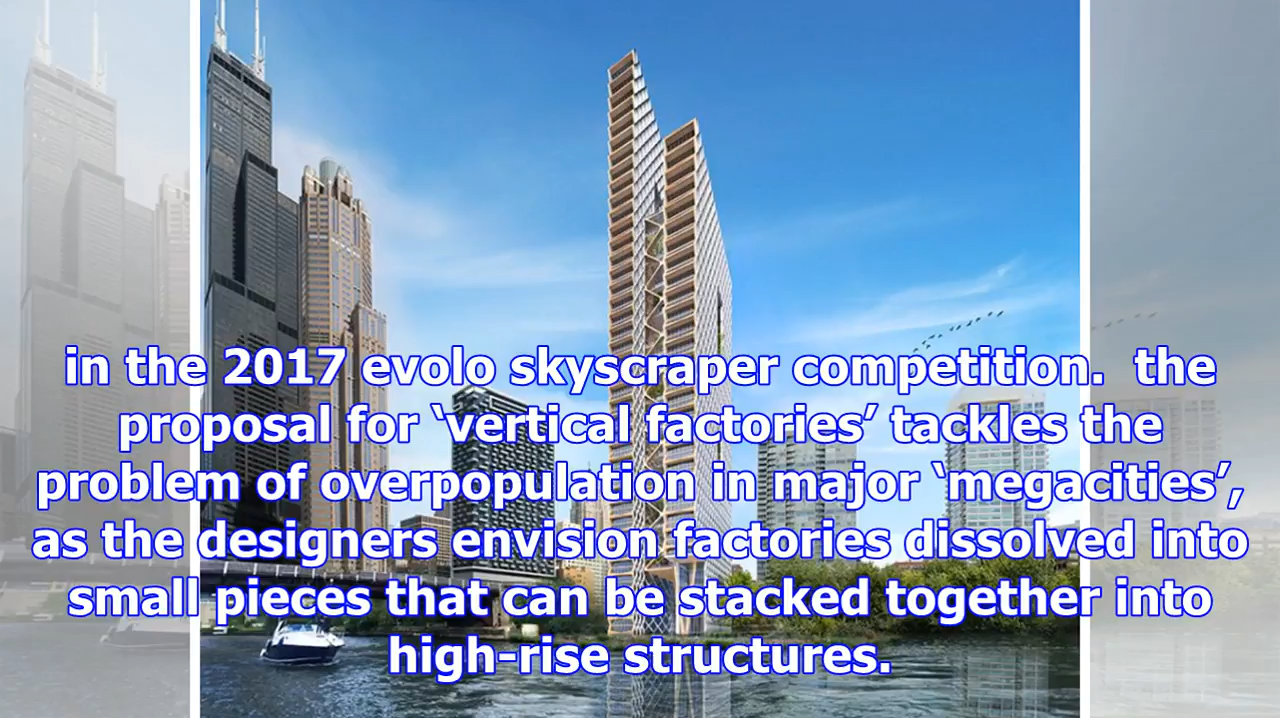 in the 2017 evolo skyscraper competition.  the
proposal for ‘vertical factories’ tackles the
problem of overpopulation in major ‘megacities’,
as the designers envision factories dissolved into
small pieces that can be stacked together into
high-rise structures.